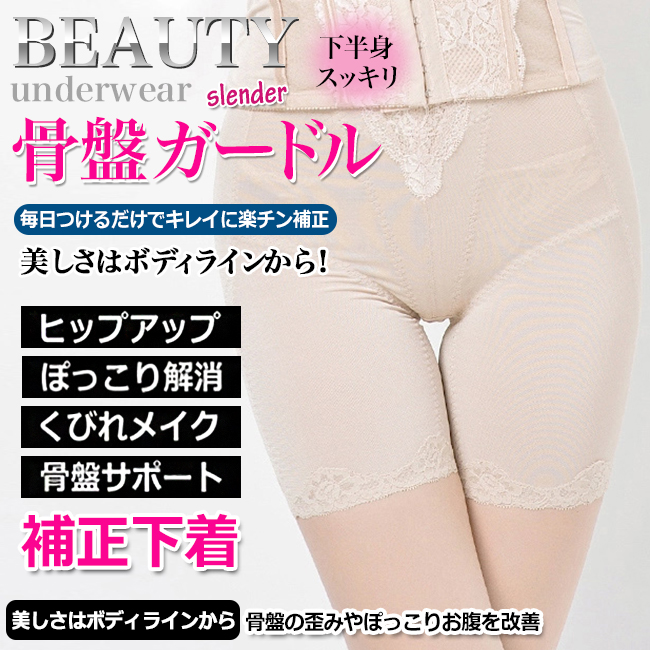 BEAUTY
underwear slender
下半身
スッキリ
骨盤ガードル
毎日つけるだけでキレイに楽チン補正
美しさはボディラインから!
ヒップアップ
ぽっこり解消
くびれメイク
骨盤サポート
補正下着
美しさはボディラインから 骨盤の歪みやぽっこりお腹を改善